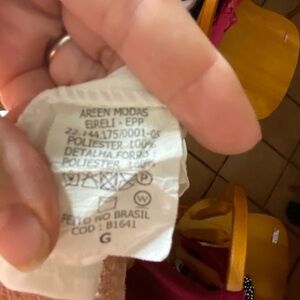 AREEN MODAS
EIRELI - EPP
22.144.175/0001-05
POLIESTER 100%
DETALHA.FORRO:
POLIESTER 100%
P
W
FEITO NO BRASIL
COD : B1641
G